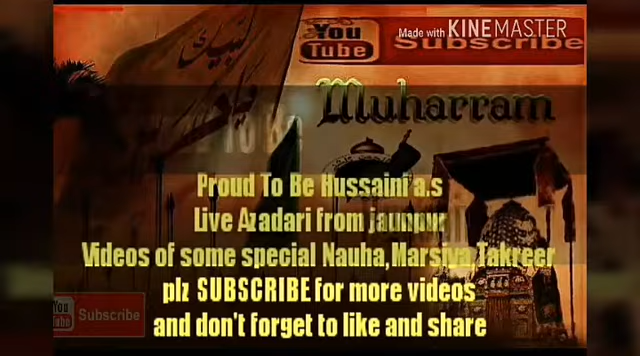 You Tube Subscribe
Made with KINEMASTER
لبیک
Muharram
Proud To Be Hussaini a.s
Live Azadari from jaunpur
Videos of some special Nauha,Marsiya,Takreer
plz SUBSCRIBE for more videos
and don't forget to like and share
You Tube Subscribe